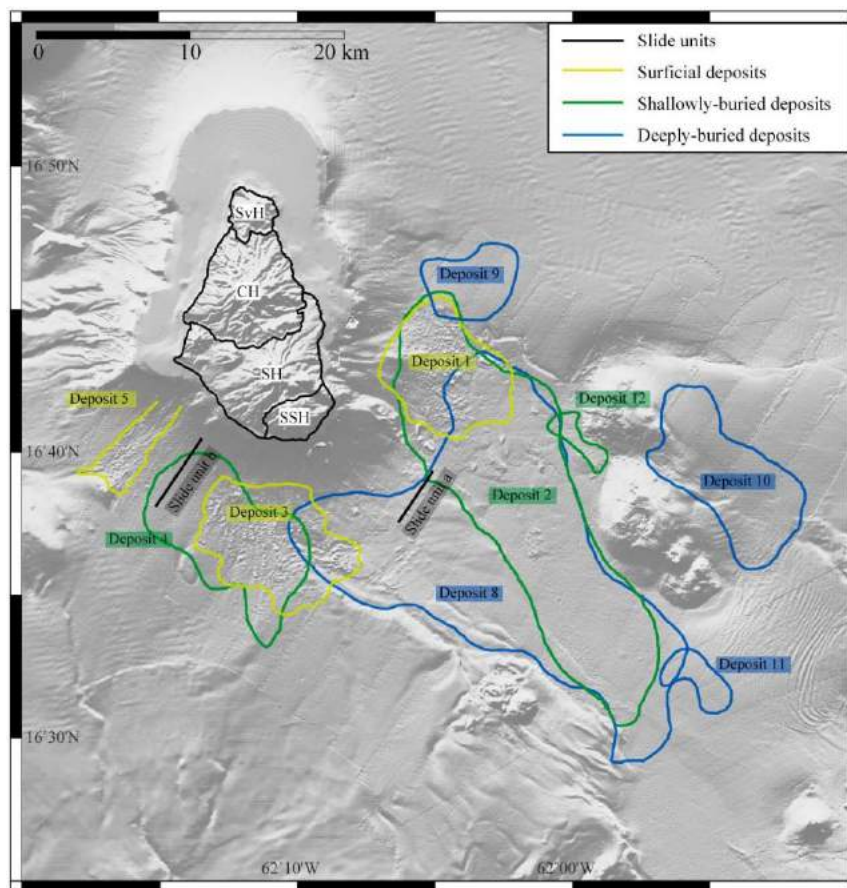 0 10 20 km
Slide units
Surficial deposits
Shallowly-buried deposits
Deeply-buried deposits
16°50'N
SvH
Deposit 9
CH
Deposit 1
SH
Deposit 5
SSH
Deposit 12
16°40'N
Slide unit b
Slide unit a
Deposit 10
Deposit 2
Deposit 3
Deposit 4
Deposit 8
Deposit 11
16°30'N
62°10'W
62°00'W